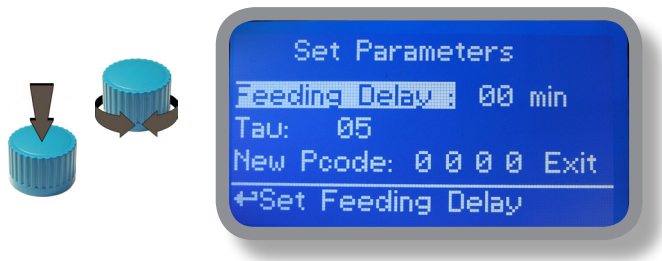 Set Parameters
Feeding Delay : 00 min
Tau: 05
New Pcode: 0 0 0 0 Exit
↩Set Feeding Delay